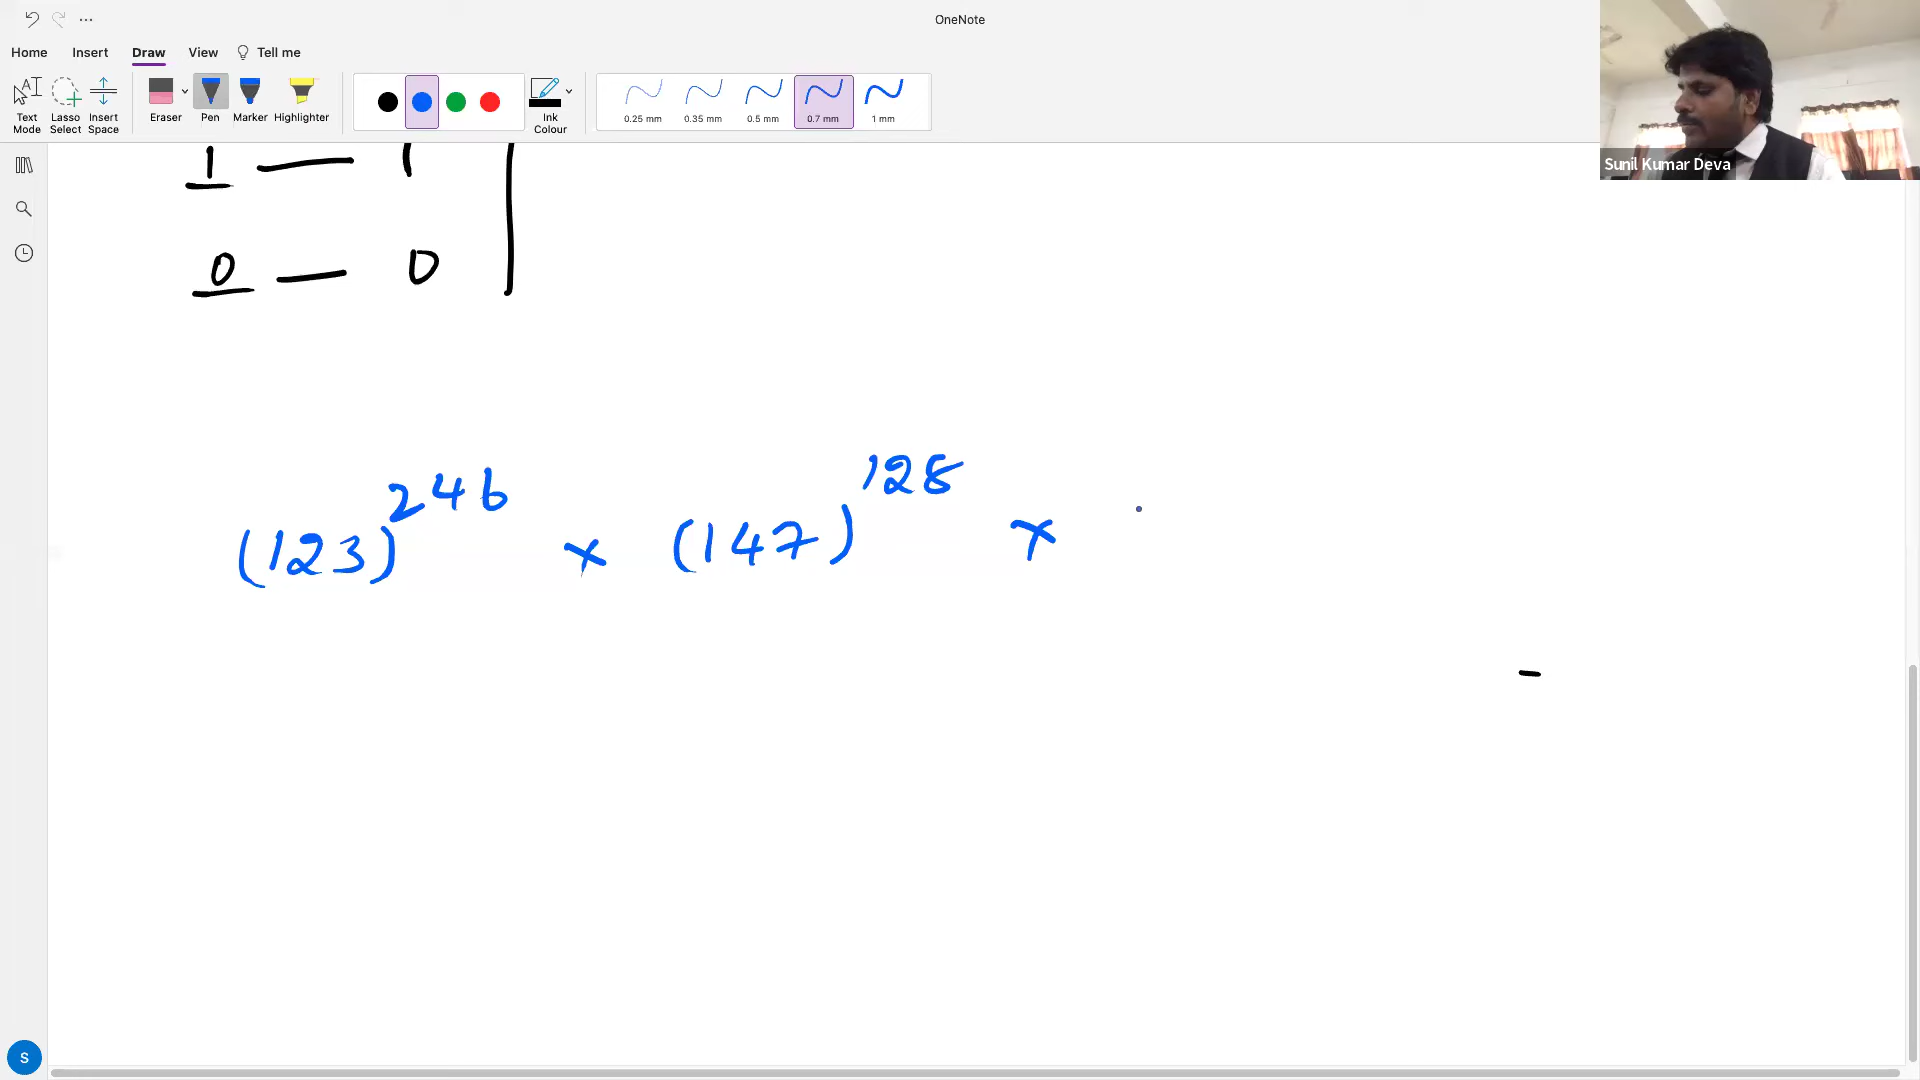 OneNote
Home Insert Draw View Tell me
Text Mode Lasso Select Insert Space Eraser Pen Marker Highlighter Ink Colour 0.25 mm 0.35 mm 0.5 mm 0.7 mm 1 mm
Sunil Kumar Deva
1 — 1
0 — 0
(123)^246 × (147)^128 ×
-
S